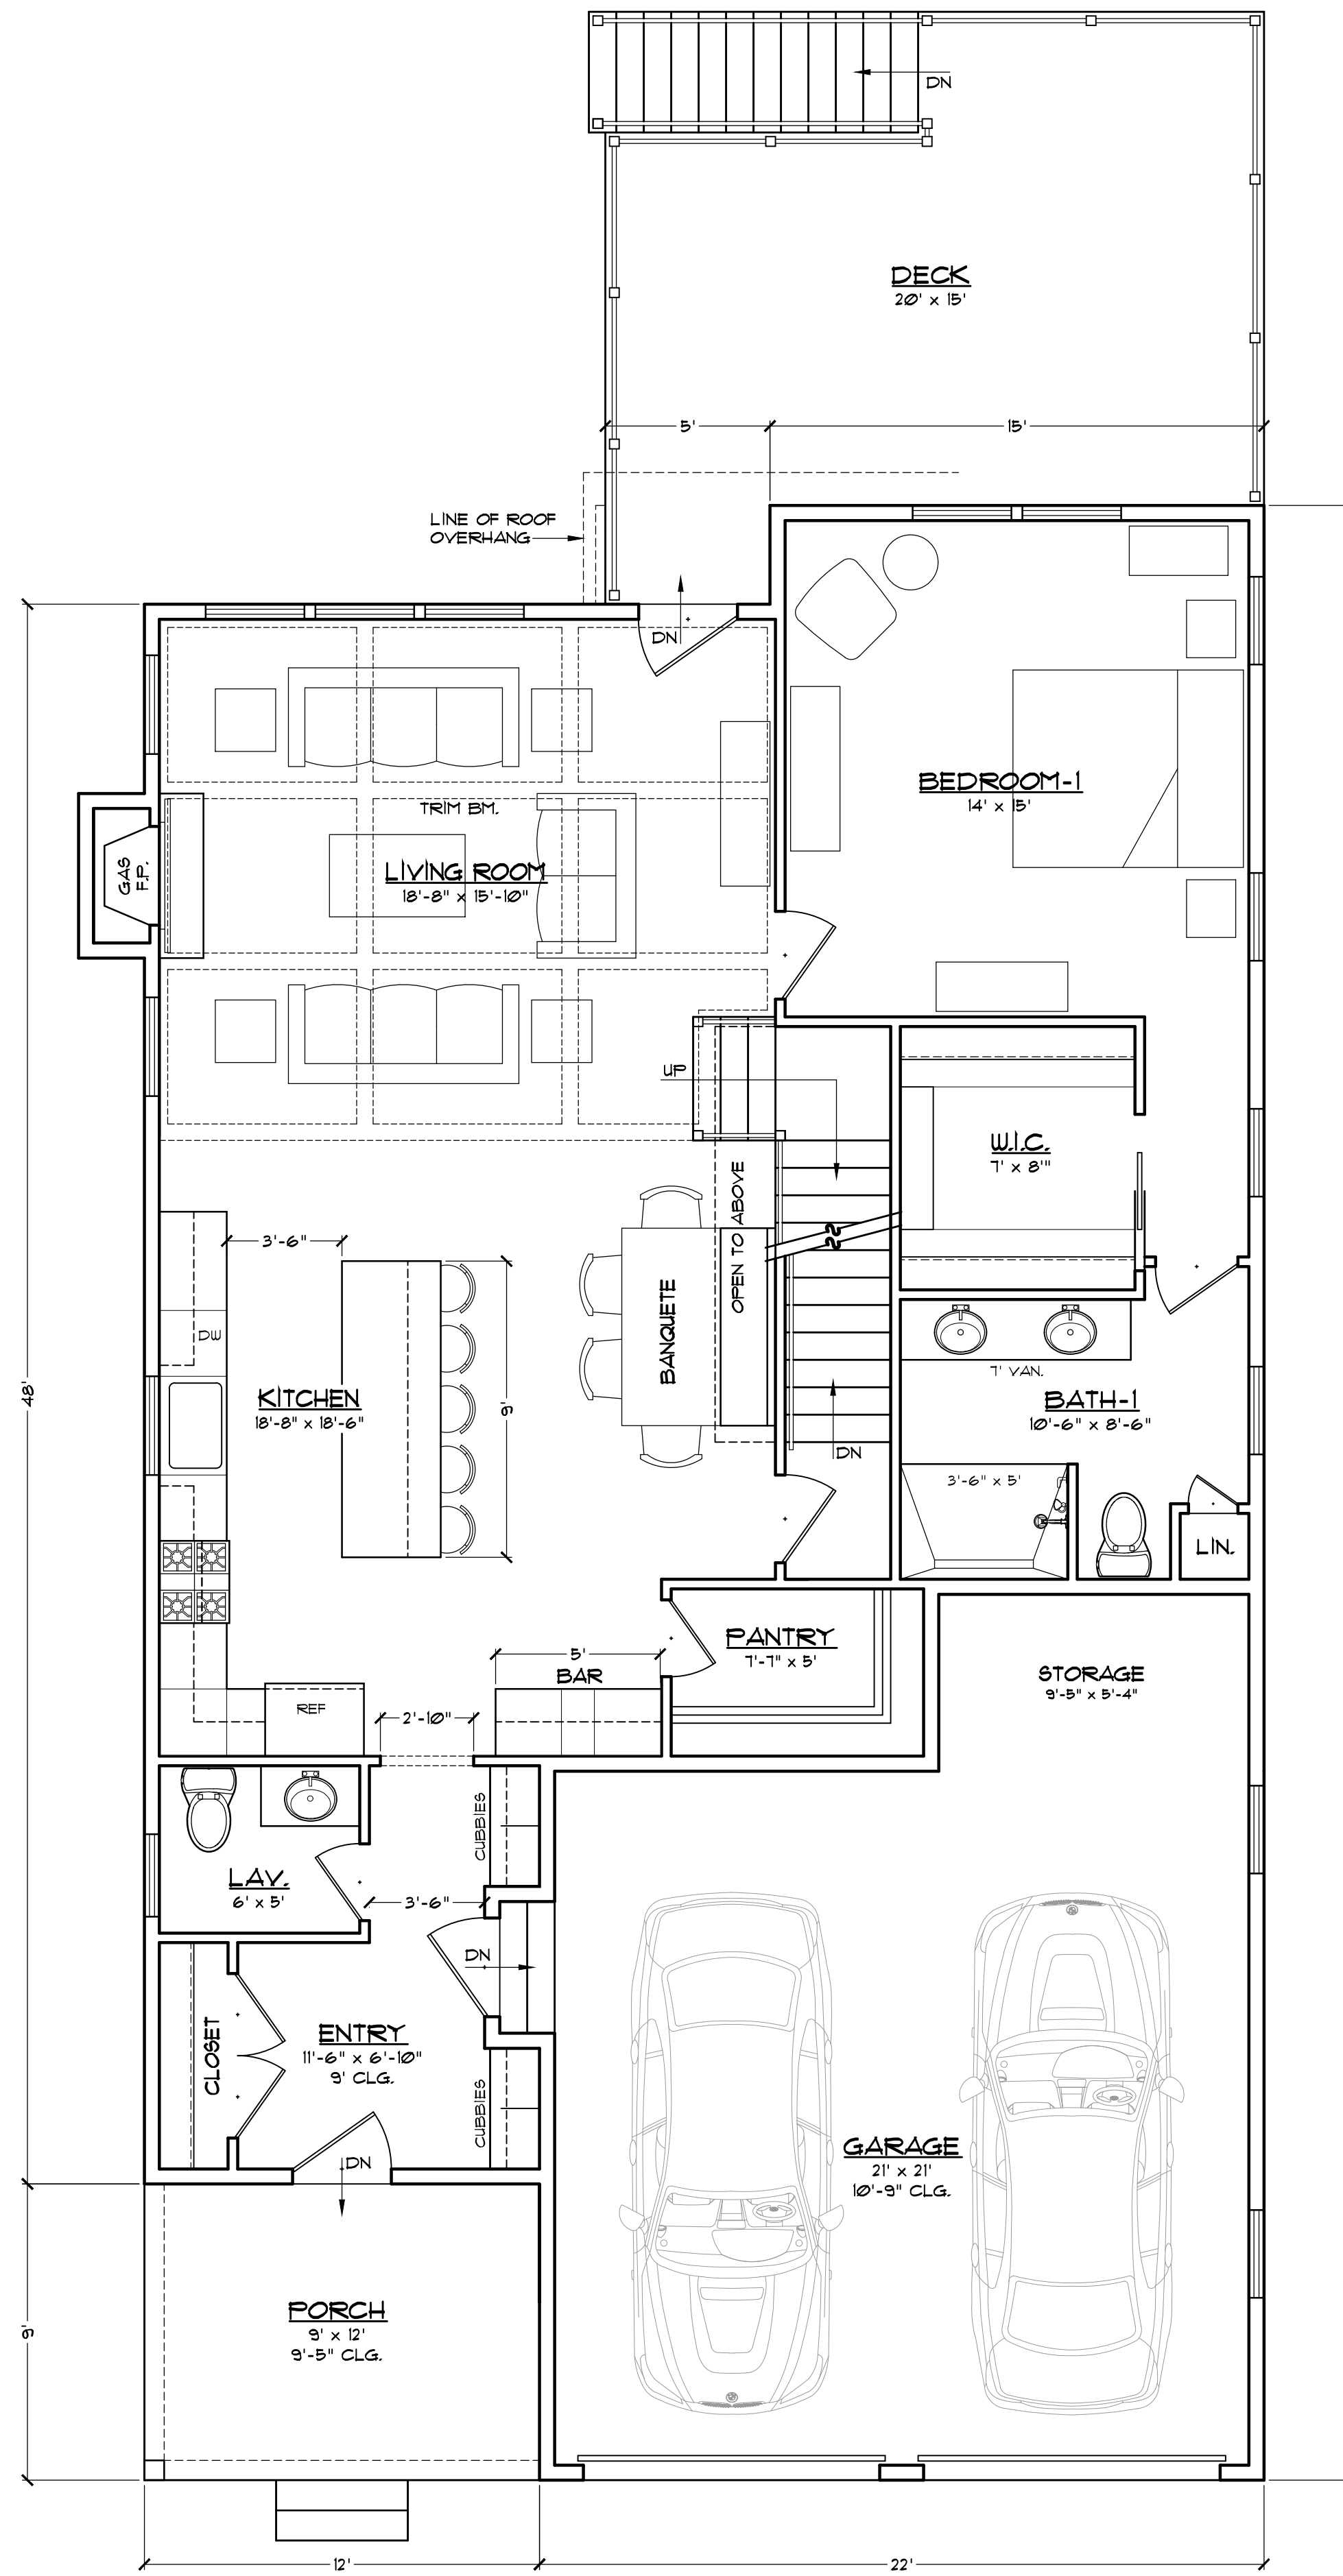 DN
DECK
20' x 15'
5'
15'
LINE OF ROOF
OVERHANG
DN
BEDROOM-1
14' x 15'
TRIM BM.
GAS
F.P.
LIVING ROOM
18'-8" x 15'-10"
UP
W.I.C.
7' x 8'"
OPEN TO ABOVE
3'-6"
BANQUETE
DW
48'
KITCHEN
18'-8" x 18'-6"
9'
7' VAN.
BATH-1
10'-6" x 8'-6"
DN
3'-6" x 5'
LIN.
PANTRY
7'-7" x 5'
5'
BAR
STORAGE
9'-5" x 5'-4"
REF
2'-10"
CUBBIES
LAV.
6' x 5'
3'-6"
DN
CLOSET
ENTRY
11'-6" x 6'-10"
9' CLG.
CUBBIES
DN
GARAGE
21' x 21'
10'-9" CLG.
9'
PORCH
9' x 12'
9'-5" CLG.
12'
22'